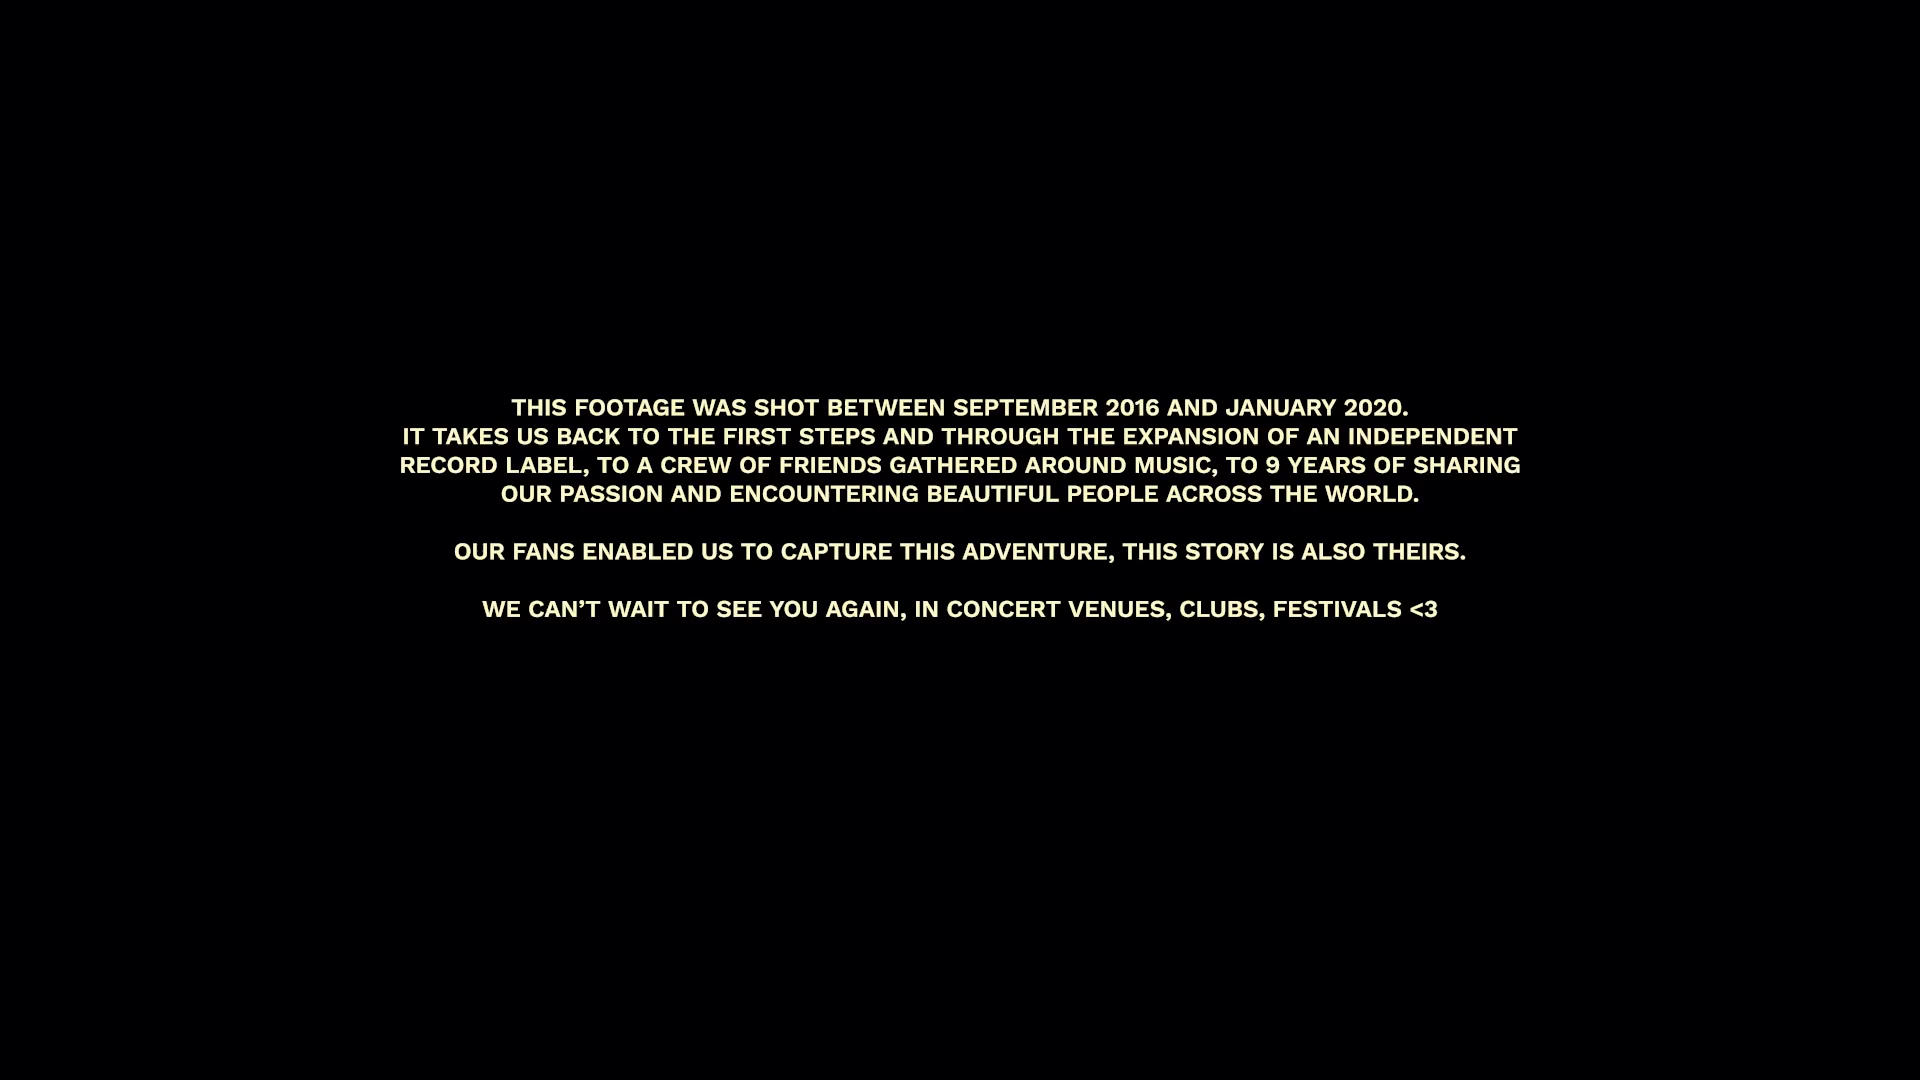 THIS FOOTAGE WAS SHOT BETWEEN SEPTEMBER 2016 AND JANUARY 2020.
IT TAKES US BACK TO THE FIRST STEPS AND THROUGH THE EXPANSION OF AN INDEPENDENT
RECORD LABEL, TO A CREW OF FRIENDS GATHERED AROUND MUSIC, TO 9 YEARS OF SHARING
OUR PASSION AND ENCOUNTERING BEAUTIFUL PEOPLE ACROSS THE WORLD.
OUR FANS ENABLED US TO CAPTURE THIS ADVENTURE, THIS STORY IS ALSO THEIRS.
WE CAN’T WAIT TO SEE YOU AGAIN, IN CONCERT VENUES, CLUBS, FESTIVALS <3